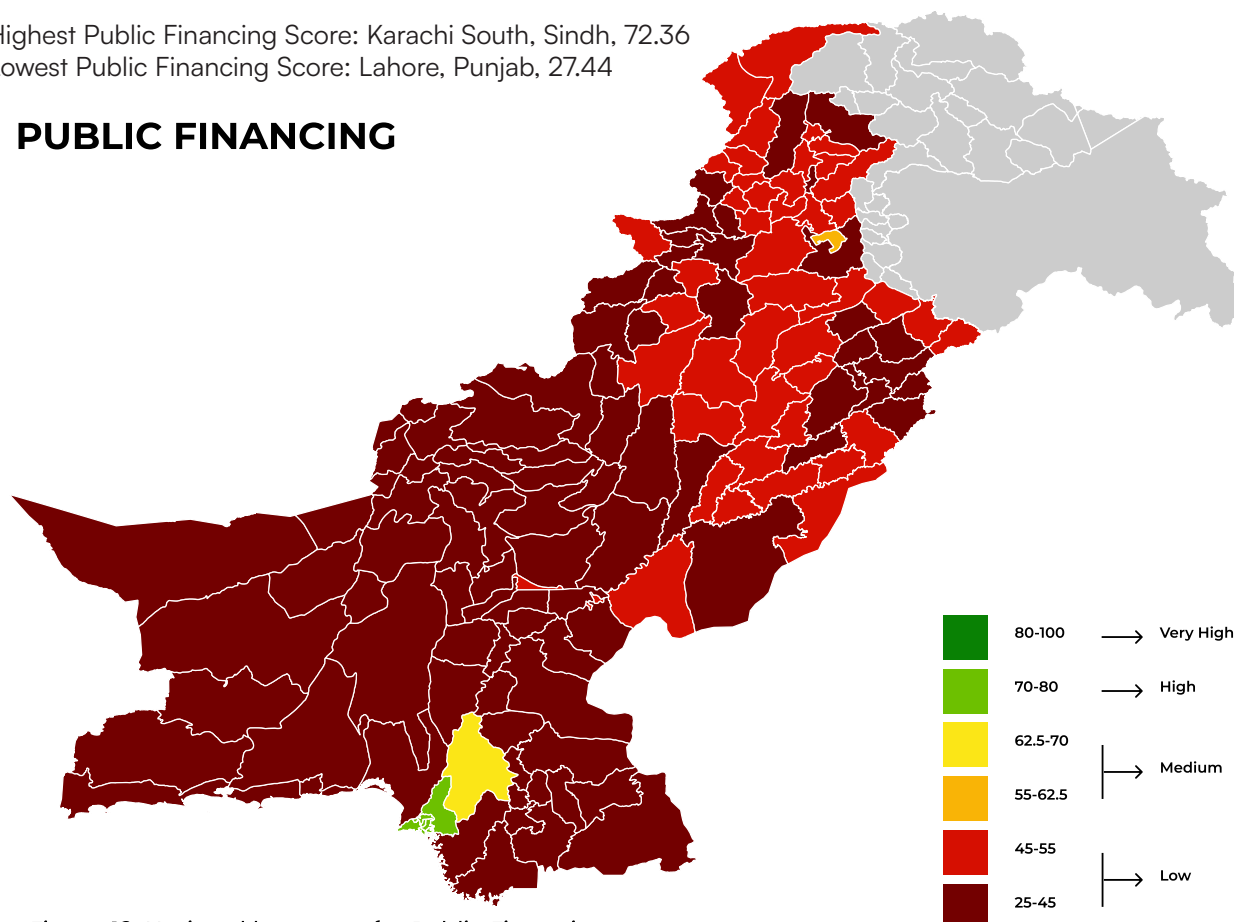 Highest Public Financing Score: Karachi South, Sindh, 72.36
Lowest Public Financing Score: Lahore, Punjab, 27.44
PUBLIC FINANCING
80-100 → Very High
70-80 → High
62.5-70
Medium
55-62.5
45-55
Low
25-45